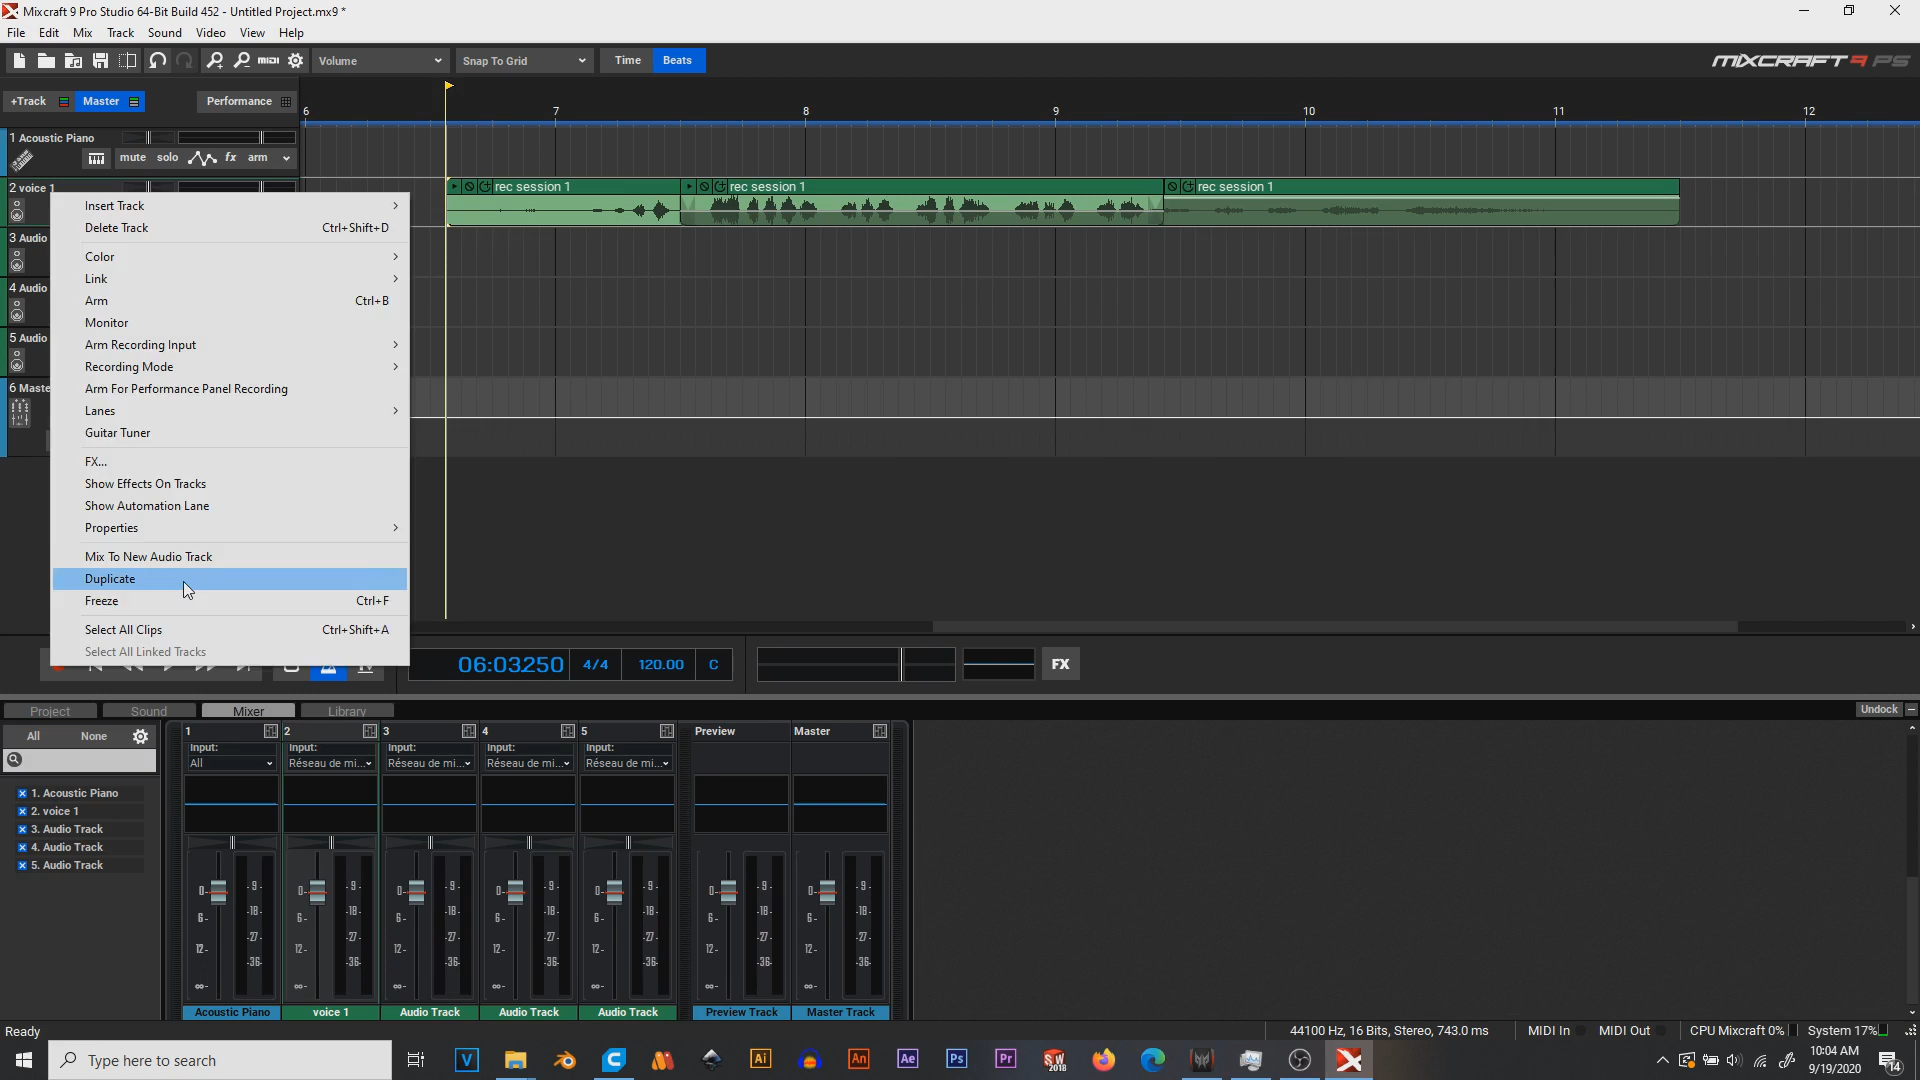 Mixcraft 9 Pro Studio 64-Bit Build 452 - Untitled Project.mx9 *
File Edit Mix Track Sound Video View Help
MIDI Volume Snap To Grid Time Beats MIXCRAFT 9 PS
+Track Master Performance
6 7 8 9 10 11 12
1 Acoustic Piano
mute solo fx arm
2 voice 1
rec session 1 rec session 1 rec session 1
3 Audio
4 Audio
5 Audio
6 Maste
Insert Track
Delete Track Ctrl+Shift+D
Color
Link
Arm Ctrl+B
Monitor
Arm Recording Input
Recording Mode
Arm For Performance Panel Recording
Lanes
Guitar Tuner
FX...
Show Effects On Tracks
Show Automation Lane
Properties
Mix To New Audio Track
Duplicate
Freeze Ctrl+F
Select All Clips Ctrl+Shift+A
Select All Linked Tracks
06:03.250 4/4 120.00 C FX
Project Sound Mixer Library Undock
All None
1. Acoustic Piano
2. voice 1
3. Audio Track
4. Audio Track
5. Audio Track
1 2 3 4 5 Preview Master
Input: Input: Input: Input: Input:
All Réseau de mi... Réseau de mi... Réseau de mi... Réseau de mi...
0- -9- 0- -9- 0- -9- 0- -9- 0- -9- 0- -9- 0- -9-
6- -18- 6- -18- 6- -18- 6- -18- 6- -18- 6- -18- 6- -18-
12- -27- 12- -27- 12- -27- 12- -27- 12- -27- 12- -27- 12- -27-
-36- -36- -36- -36- -36- -36- -36-
∞- ∞- ∞- ∞- ∞- ∞- ∞-
Acoustic Piano voice 1 Audio Track Audio Track Audio Track Preview Track Master Track
Ready 44100 Hz, 16 Bits, Stereo, 743.0 ms MIDI In MIDI Out CPU Mixcraft 0% System 17%
Type here to search V Ai An Ae Ps Pr SW 2018 10:04 AM
9/19/2020 14